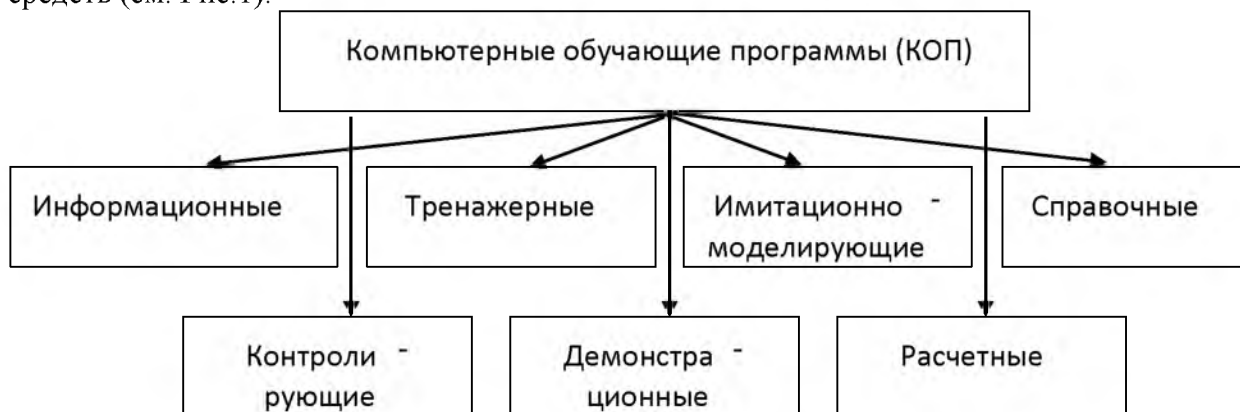 средств (см. Рис.1).
Компьютерные обучающие программы (КОП)
Информационные
Тренажерные
Имитационно -
моделирующие
Справочные
Контроли -
рующие
Демонстра -
ционные
Расчетные